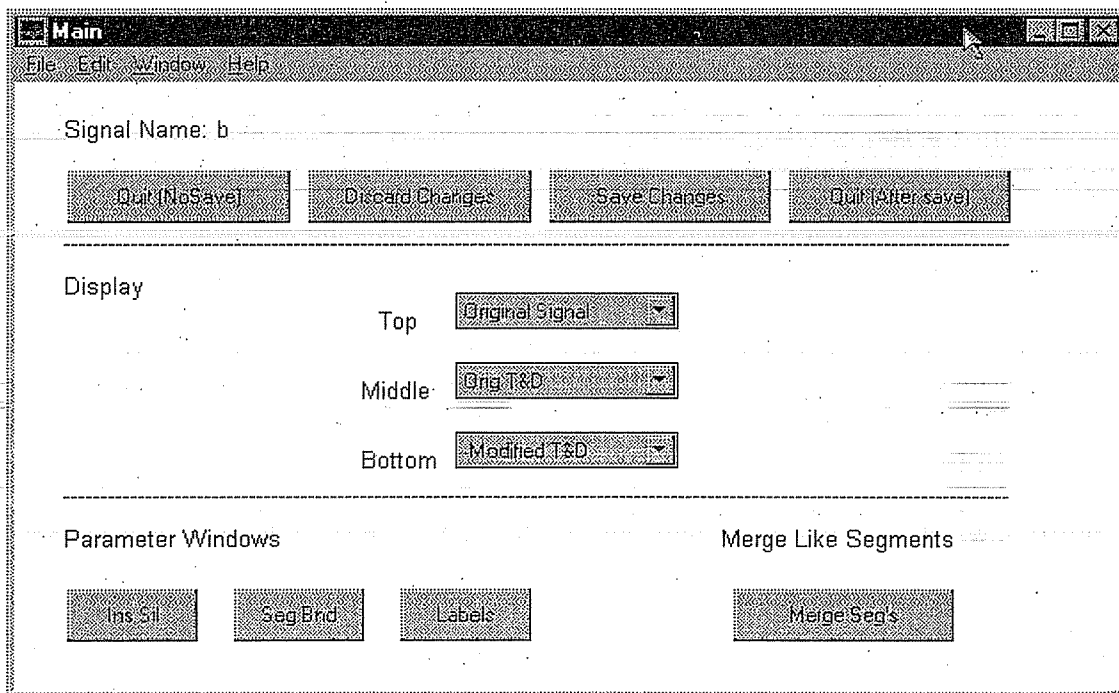 Main
File Edit Window Help
Signal Name: b
Quit (NoSave) Discard Changes Save Changes Quit (After save)
Display
Top Original Signal
Middle Orig T&D
Bottom Modified T&D
Parameter Windows Merge Like Segments
Ins Sil Seg Bnd Labels Merge Seg's